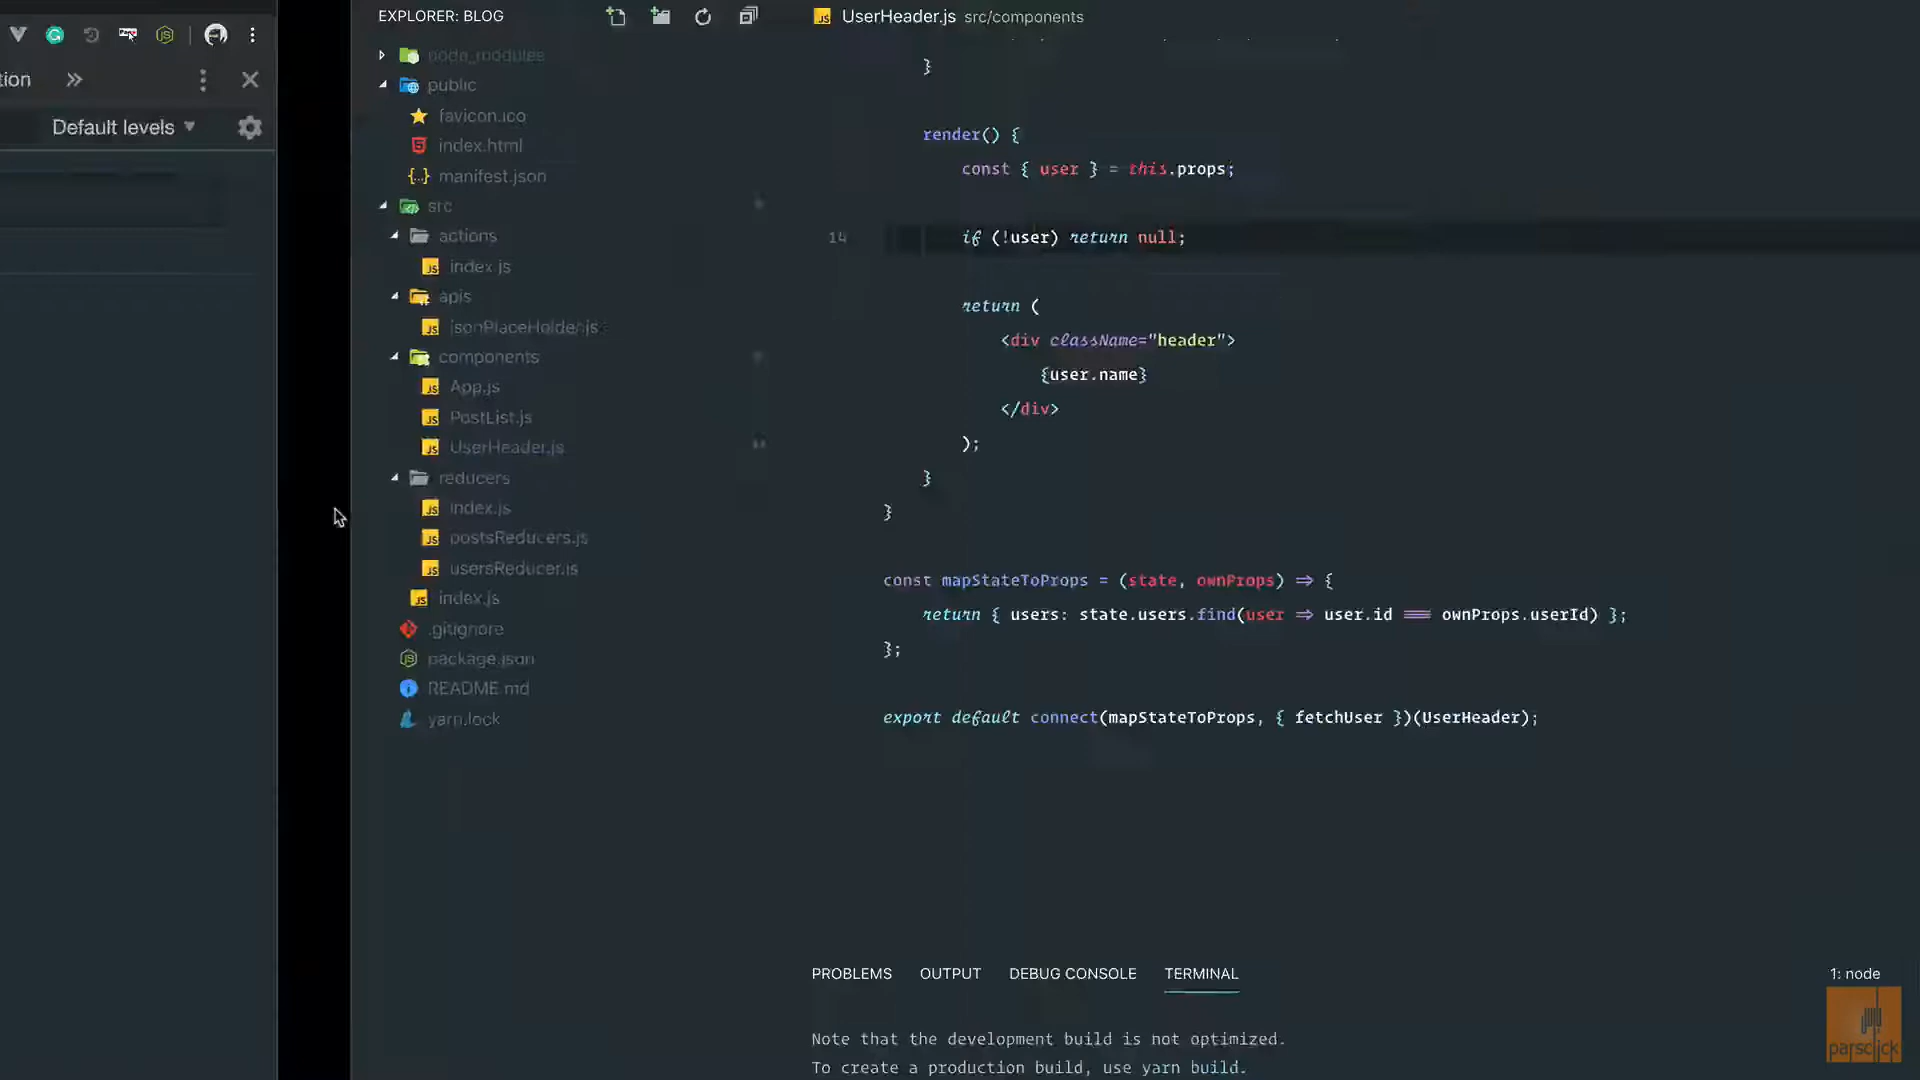 tion
Default levels
EXPLORER: BLOG
node_modules
public
favicon.ico
index.html
manifest.json
src
actions
index.js
apis
jsonPlaceHolder.js
components
App.js
PostList.js
UserHeader.js
reducers
index.js
postsReducers.js
usersReducer.js
index.js
.gitignore
package.json
README.md
yarn.lock
UserHeader.js src/components
}
render() {
const { user } = this.props;
14 if (!user) return null;
return (
<div className="header">
{user.name}
</div>
);
}
}
const mapStateToProps = (state, ownProps) => {
return { users: state.users.find(user => user.id === ownProps.userId) };
};
export default connect(mapStateToProps, { fetchUser })(UserHeader);
PROBLEMS OUTPUT DEBUG CONSOLE TERMINAL 1: node
Note that the development build is not optimized.
To create a production build, use yarn build.
parsclick